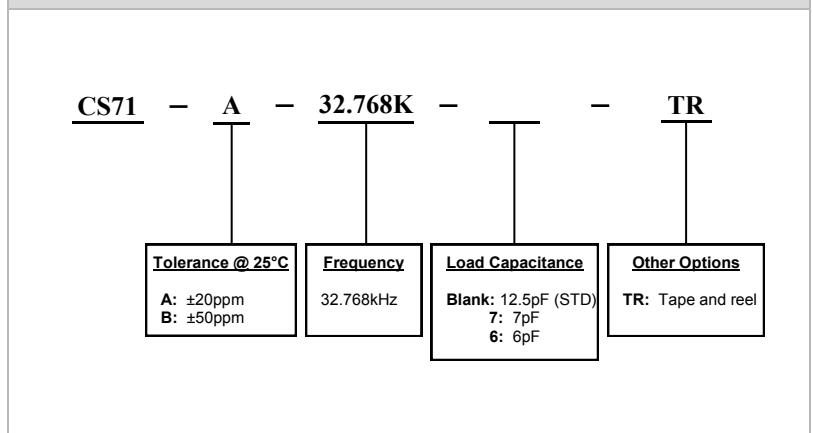 CS71 – A – 32.768K – – TR
Tolerance @ 25°C
A: ±20ppm
B: ±50ppm
Frequency
32.768kHz
Load Capacitance
Blank: 12.5pF (STD)
7: 7pF
6: 6pF
Other Options
TR: Tape and reel